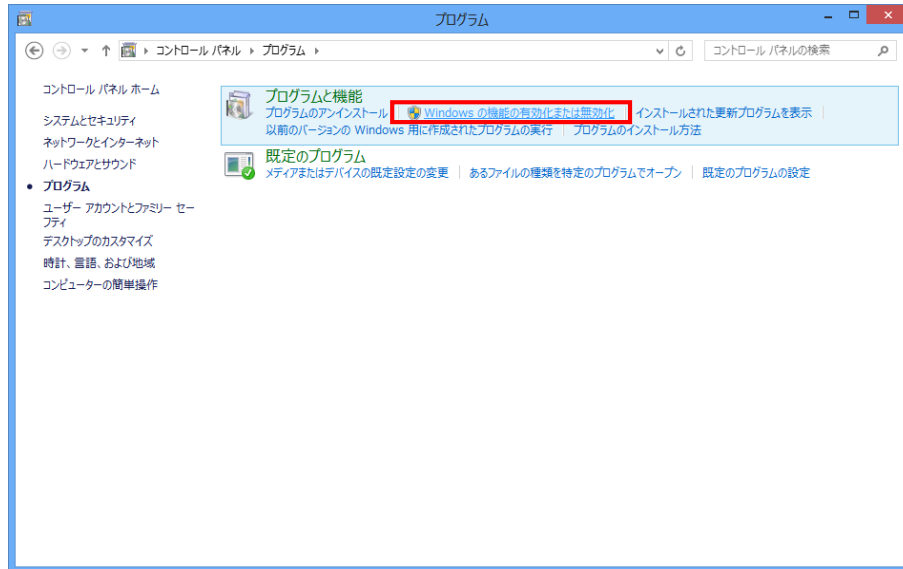 プログラム
コントロール パネル プログラム
コントロール パネルの検索
コントロール パネル ホーム
システムとセキュリティ
ネットワークとインターネット
ハードウェアとサウンド
プログラム
ユーザー アカウントとファミリー セー
フティ
デスクトップのカスタマイズ
時計、言語、および地域
コンピューターの簡単操作
プログラムと機能
プログラムのアンインストール Windows の機能の有効化または無効化 インストールされた更新プログラムを表示
以前のバージョンの Windows 用に作成されたプログラムの実行 プログラムのインストール方法
既定のプログラム
メディアまたはデバイスの既定設定の変更 あるファイルの種類を特定のプログラムでオープン 既定のプログラムの設定